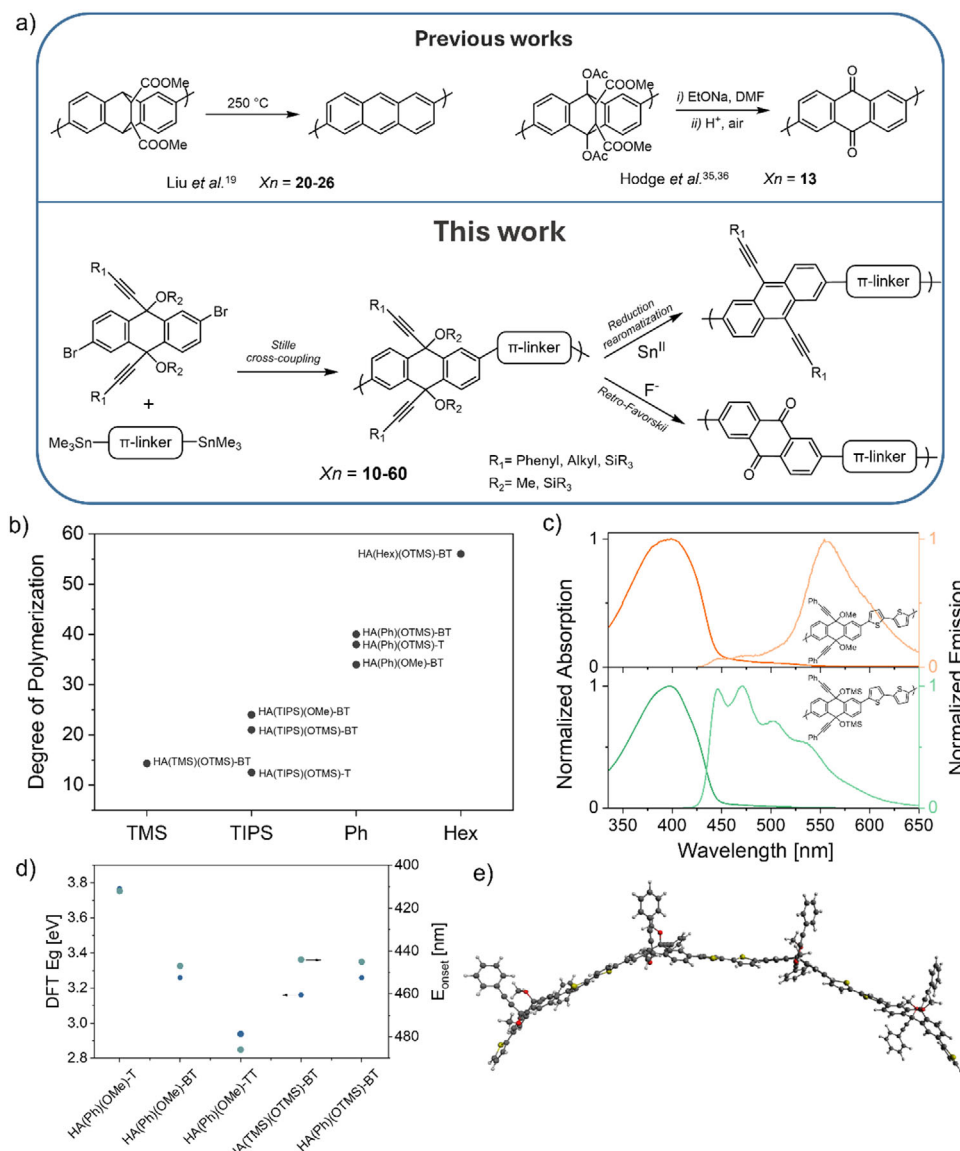 a)
Previous works
COOMe
COOMe
250 °C
Liu et al.19 Xn = 20-26
OAc
COOMe
COOMe
OAc
i) EtONa, DMF
ii) H+, air
O
O
Hodge et al.35,36 Xn = 13
This work
R1
OR2
Br
Br
OR2
R1
+
Me3Sn π-linker SnMe3
Stille
cross-coupling
R1
OR2
π-linker
OR2
R1
Xn = 10-60
R1= Phenyl, Alkyl, SiR3
R2= Me, SiR3
Reduction
rearomatization
SnII
F-
Retro-Favorskii
R1
π-linker
R1
O
π-linker
O
b)
Degree of Polymerization
60
50
40
30
20
10
HA(Hex)(OTMS)-BT
HA(Ph)(OTMS)-BT
HA(Ph)(OTMS)-T
HA(Ph)(OMe)-BT
HA(TIPS)(OMe)-BT
HA(TIPS)(OTMS)-BT
HA(TMS)(OTMS)-BT
HA(TIPS)(OTMS)-T
TMS TIPS Ph Hex
c)
Normalized Absorption
Normalized Emission
1
0
1
0
1
0
1
0
Ph
OMe
S
S
OMe
Ph
Ph
OTMS
S
S
OTMS
Ph
350 400 450 500 550 600 650
Wavelength [nm]
d)
DFT Eg [eV]
3.8
3.6
3.4
3.2
3.0
2.8
400
420
440
460
480
Eonset [nm]
HA(Ph)(OMe)-T
HA(Ph)(OMe)-BT
HA(Ph)(OMe)-TT
HA(TMS)(OTMS)-BT
HA(Ph)(OTMS)-BT
e)